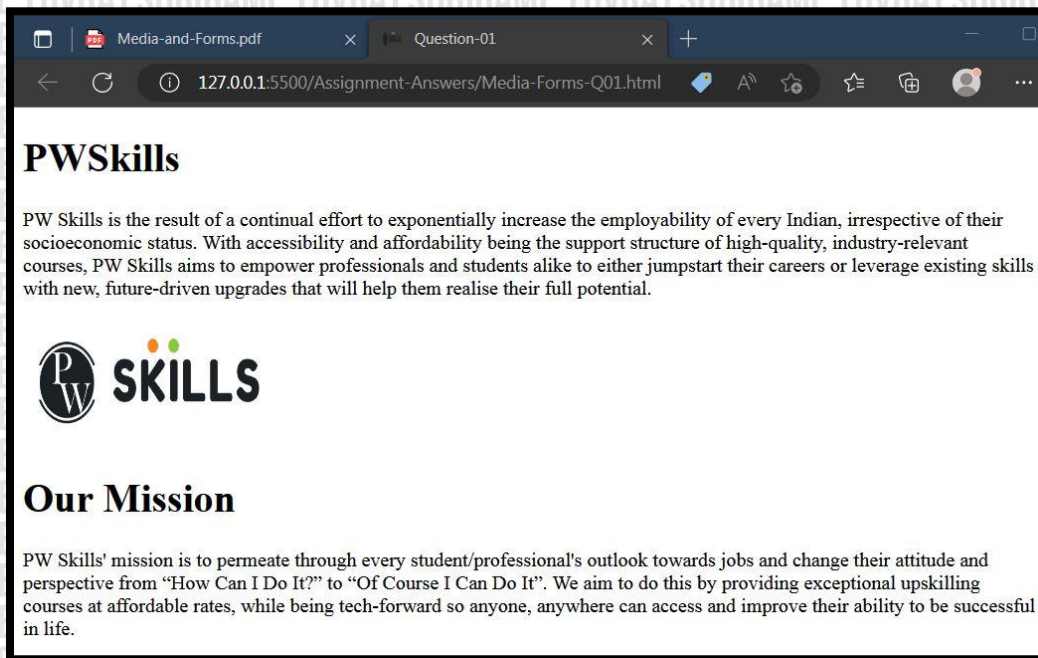 Media-and-Forms.pdf
Question-01
127.0.0.1:5500/Assignment-Answers/Media-Forms-Q01.html
PWSkills
PW Skills is the result of a continual effort to exponentially increase the employability of every Indian, irrespective of their
socioeconomic status. With accessibility and affordability being the support structure of high-quality, industry-relevant
courses, PW Skills aims to empower professionals and students alike to either jumpstart their careers or leverage existing skills
with new, future-driven upgrades that will help them realise their full potential.
PW SKILLS
Our Mission
PW Skills' mission is to permeate through every student/professional's outlook towards jobs and change their attitude and
perspective from “How Can I Do It?” to “Of Course I Can Do It”. We aim to do this by providing exceptional upskilling
courses at affordable rates, while being tech-forward so anyone, anywhere can access and improve their ability to be successful
in life.